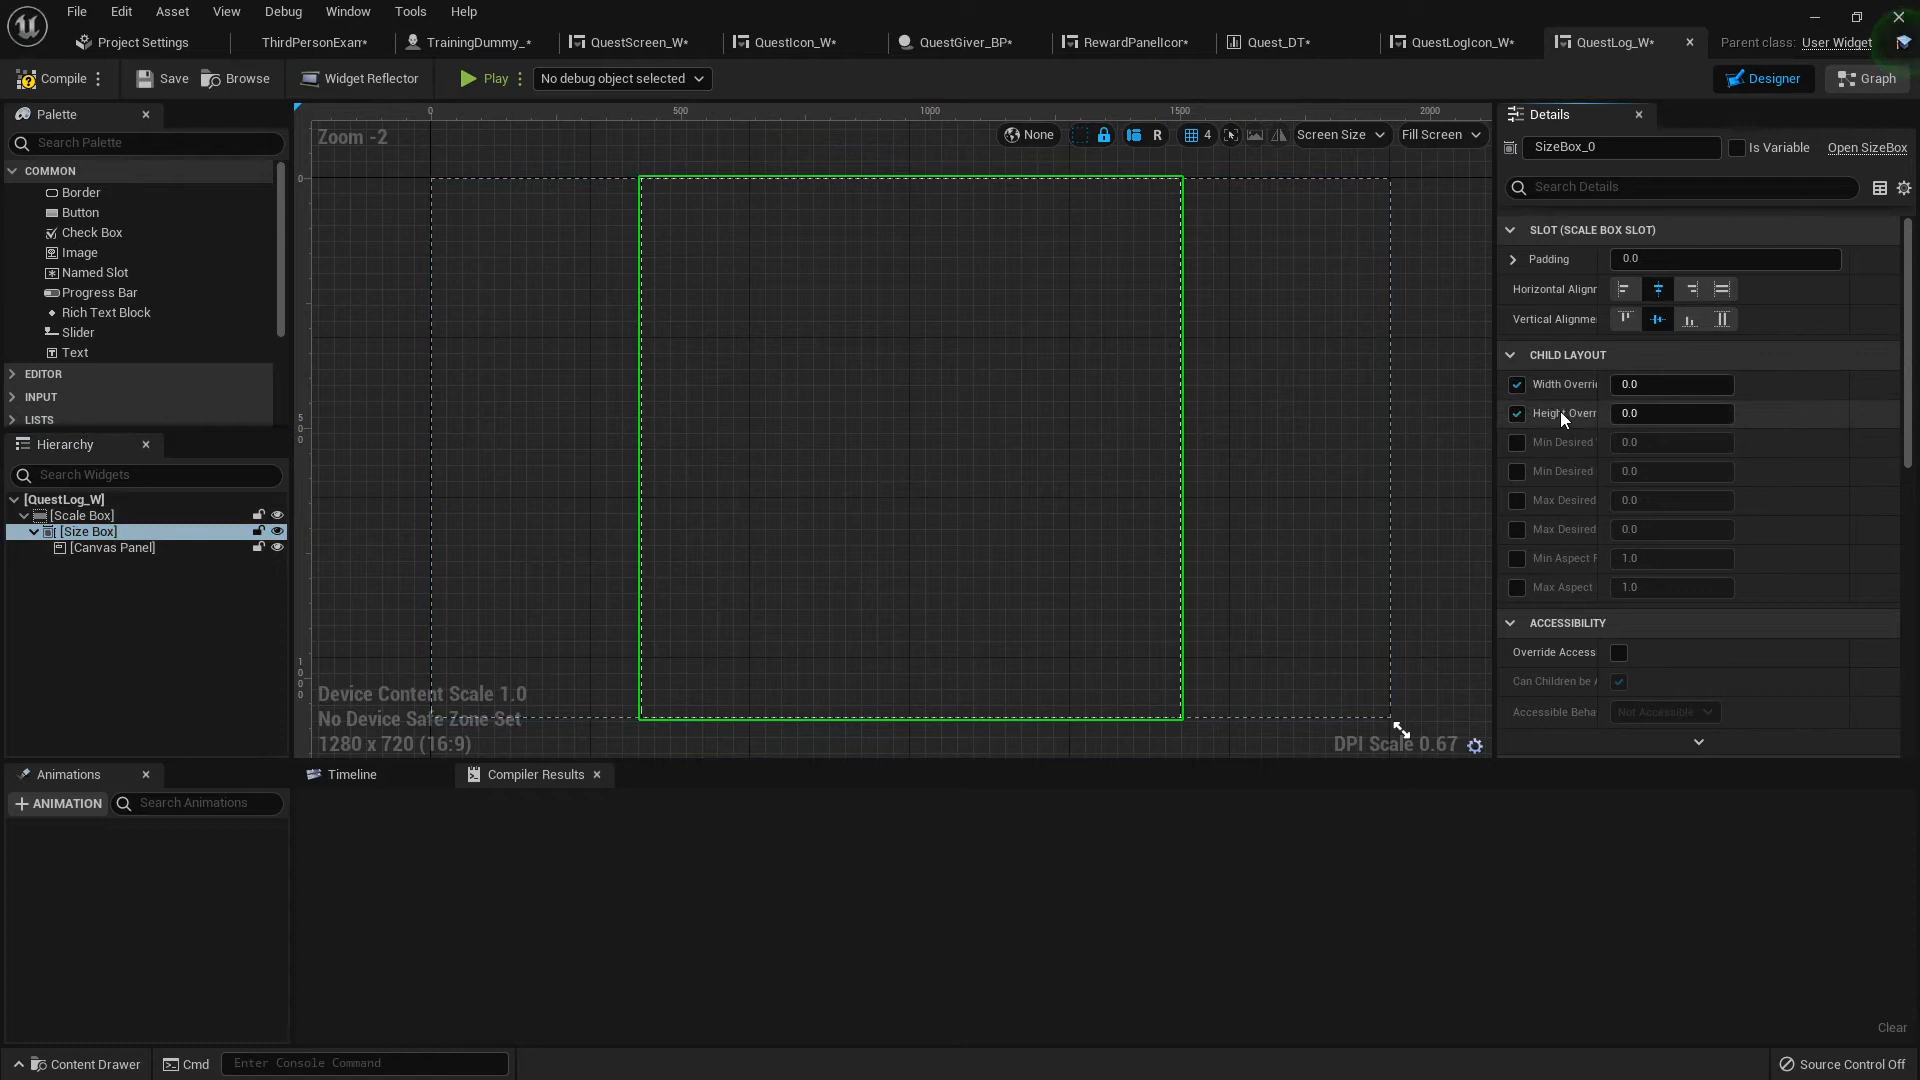 File Edit Asset View Debug Window Tools Help
Project Settings ThirdPersonExam* TrainingDummy_* QuestScreen_W* QuestIcon_W* QuestGiver_BP* RewardPanelIcon* Quest_DT* QuestLogIcon_W* QuestLog_W* Parent class: User Widget
Compile Save Browse Widget Reflector Play No debug object selected Designer Graph
Palette
Search Palette
COMMON
Border
Button
Check Box
Image
Named Slot
Progress Bar
Rich Text Block
Slider
Text
EDITOR
INPUT
LISTS
Hierarchy
Search Widgets
[QuestLog_W]
[Scale Box]
[Size Box]
[Canvas Panel]
0 500 1000 1500 2000
Zoom -2
None R 4 Screen Size Fill Screen
0
5
0
0
1
0
0
0
Device Content Scale 1.0
No Device Safe Zone Set
1280 x 720 (16:9)
DPI Scale 0.67
Details
SizeBox_0 Is Variable Open SizeBox
Search Details
SLOT (SCALE BOX SLOT)
Padding 0.0
Horizontal Alignr
Vertical Alignme
CHILD LAYOUT
Width Overri 0.0
Height Overr 0.0
Min Desired 0.0
Min Desired 0.0
Max Desired 0.0
Max Desired 0.0
Min Aspect F 1.0
Max Aspect 1.0
ACCESSIBILITY
Override Access
Can Children be A
Accessible Beha Not Accessible
Animations
ANIMATION Search Animations
Timeline Compiler Results
Clear
Content Drawer Cmd Enter Console Command Source Control Off